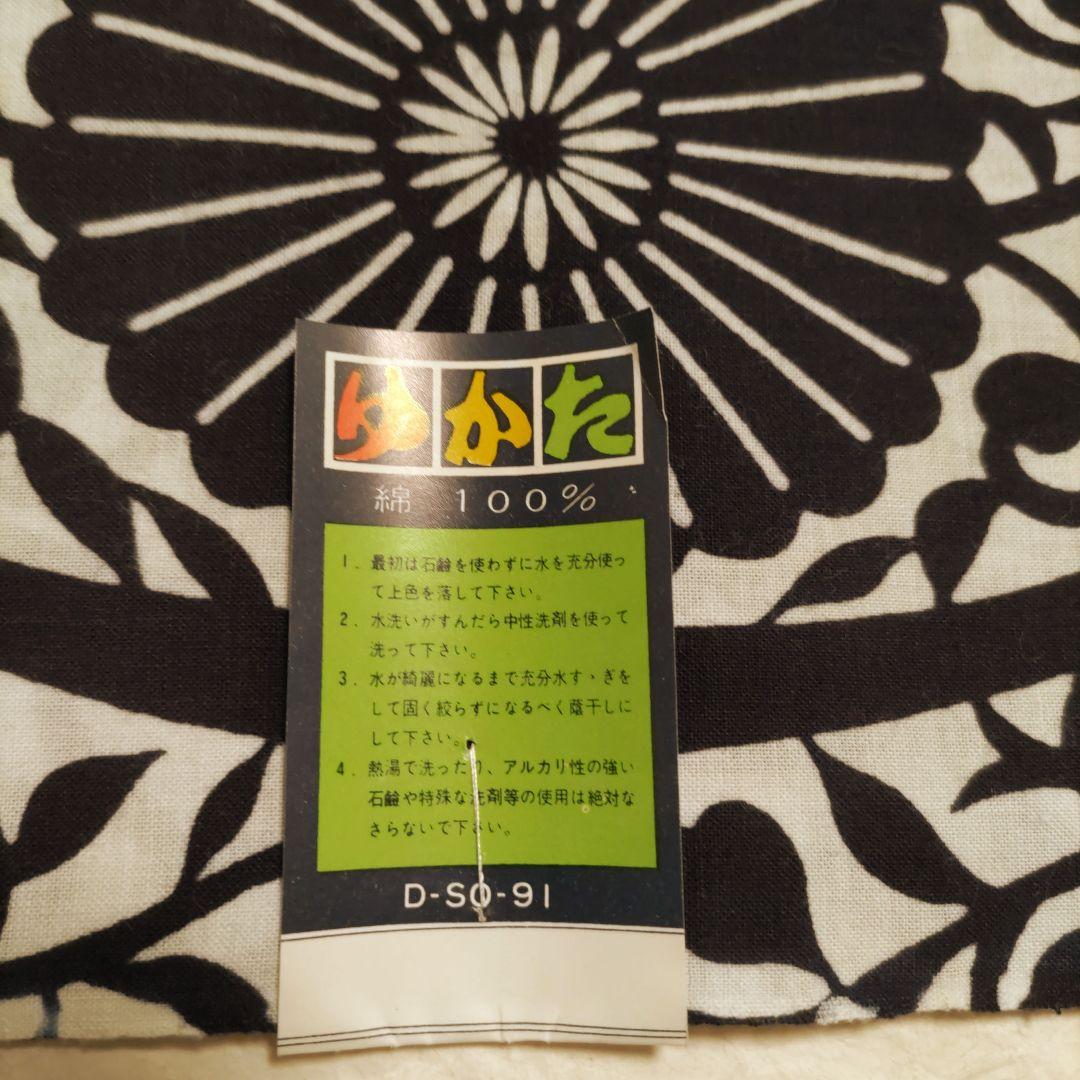 ゆかた
綿 100%
1. 最初は石鹼を使わずに水を充分使っ
て上色を落して下さい。
2. 水洗いがすんだら中性洗剤を使って
洗って下さい。
3. 水が綺麗になるまで充分水すゝぎを
して固く絞らずになるべく蔭干しに
して下さい。
4. 熱湯で洗ったり、アルカリ性の強い
石鹼や特殊な洗剤等の使用は絶対な
さらないで下さい。
D-SO-91